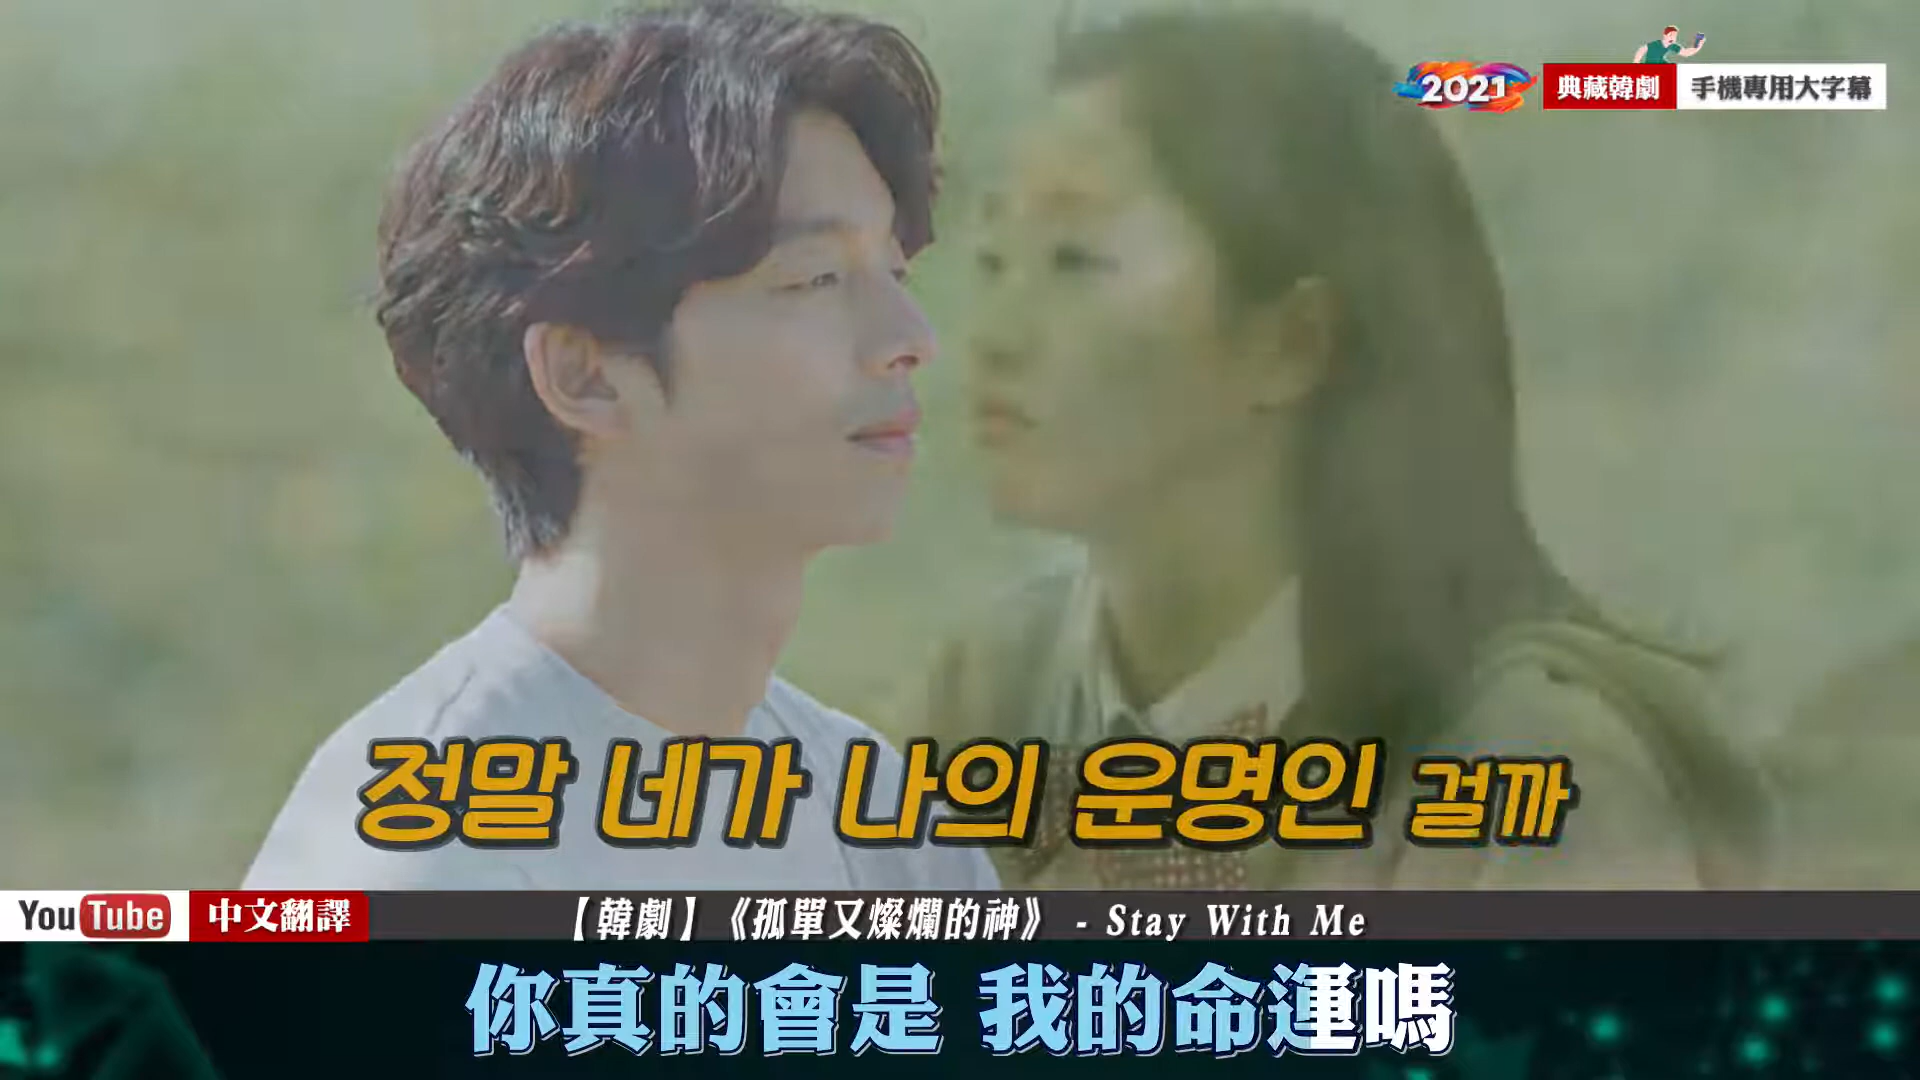 2021 典藏韓劇 手機專用大字幕
정말 네가 나의 운명인 걸까
YouTube 中文翻譯 【韓劇】《孤單又燦爛的神》 - Stay With Me
你真的會是 我的命運嗎